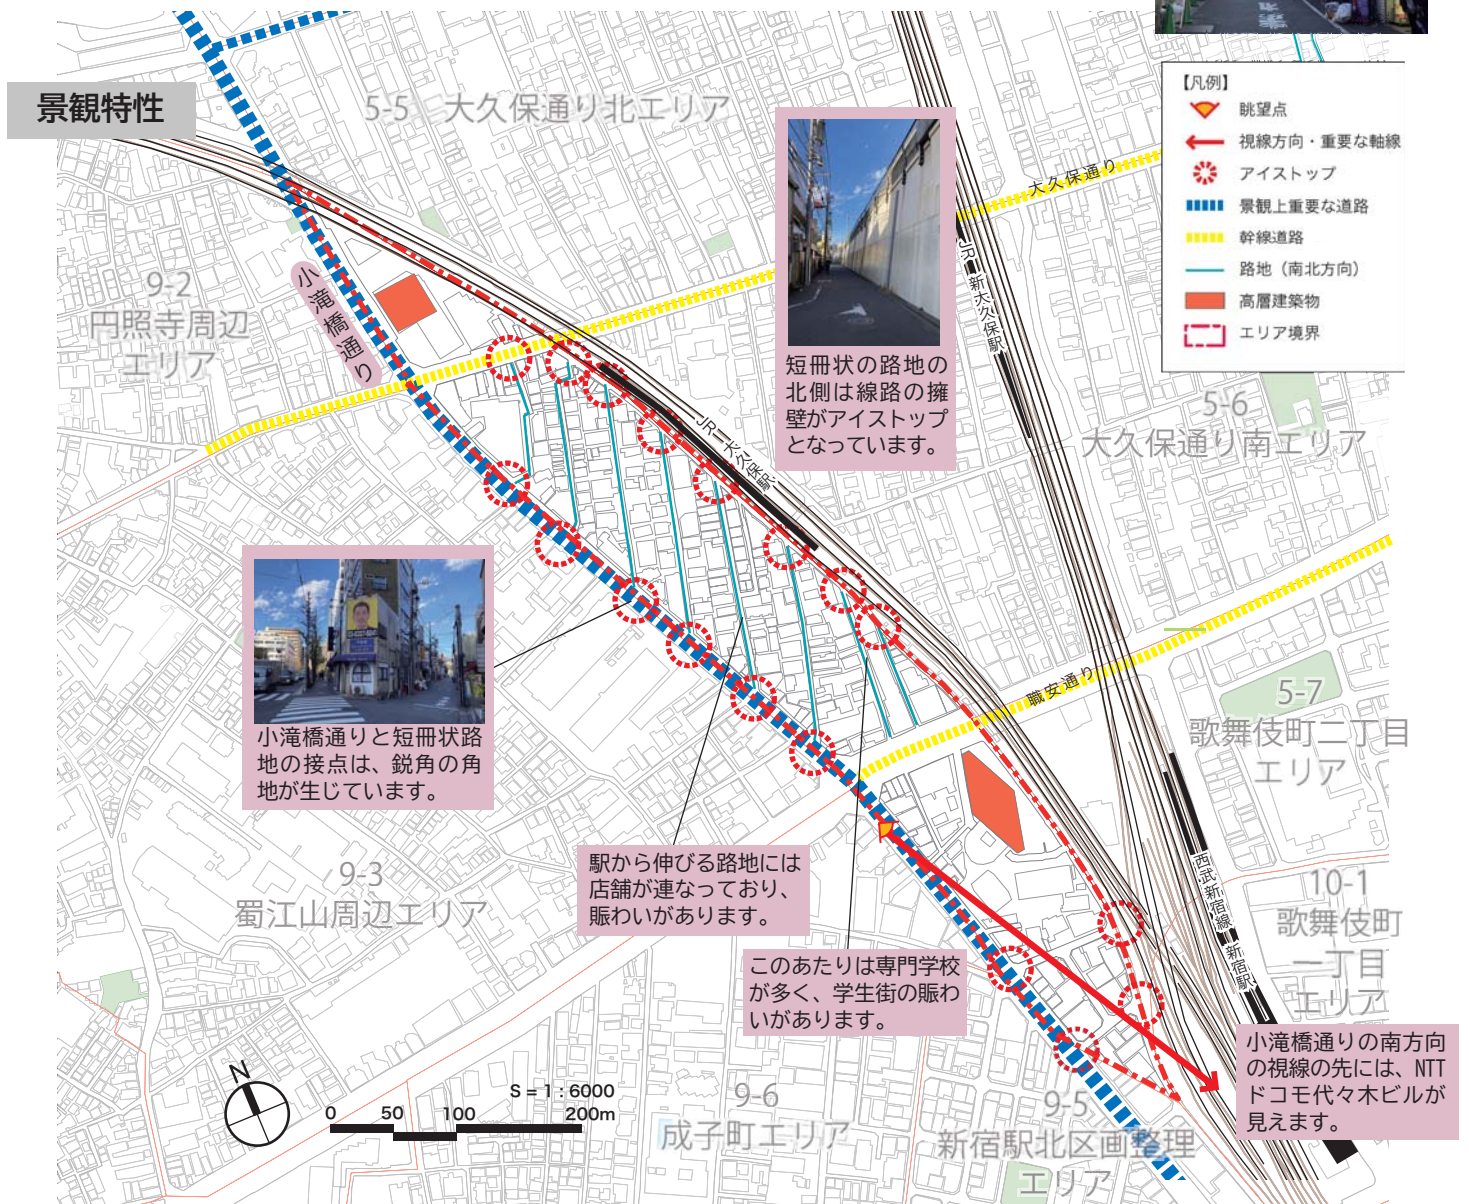 景観特性
5-5 大久保通り北エリア
【凡例】
眺望点
視線方向・重要な軸線
アイストップ
景観上重要な道路
幹線道路
路地（南北方向）
高層建築物
エリア境界
大久保通り
JR 新大久保駅
短冊状の路地の
北側は線路の擁
壁がアイストップ
となっています。
9-2
円照寺周辺
エリア
小滝橋通り
JR 大久保駅
5-6
大久保通り南エリア
小滝橋通りと短冊状路
地の接点は、鋭角の角
地が生じています。
職安通り
5-7
歌舞伎町二丁目
エリア
西武新宿線 新宿駅
9-3
蜀江山周辺エリア
駅から伸びる路地には
店舗が連なっており、
賑わいがあります。
10-1
歌舞伎町
一丁目
エリア
このあたりは専門学校
が多く、学生街の賑わ
いがあります。
小滝橋通りの南方向
の視線の先には、NTT
ドコモ代々木ビルが
見えます。
N
S = 1 : 6000
0 50 100 200m
9-6
成子町エリア
9-5
新宿駅北区画整理
エリア